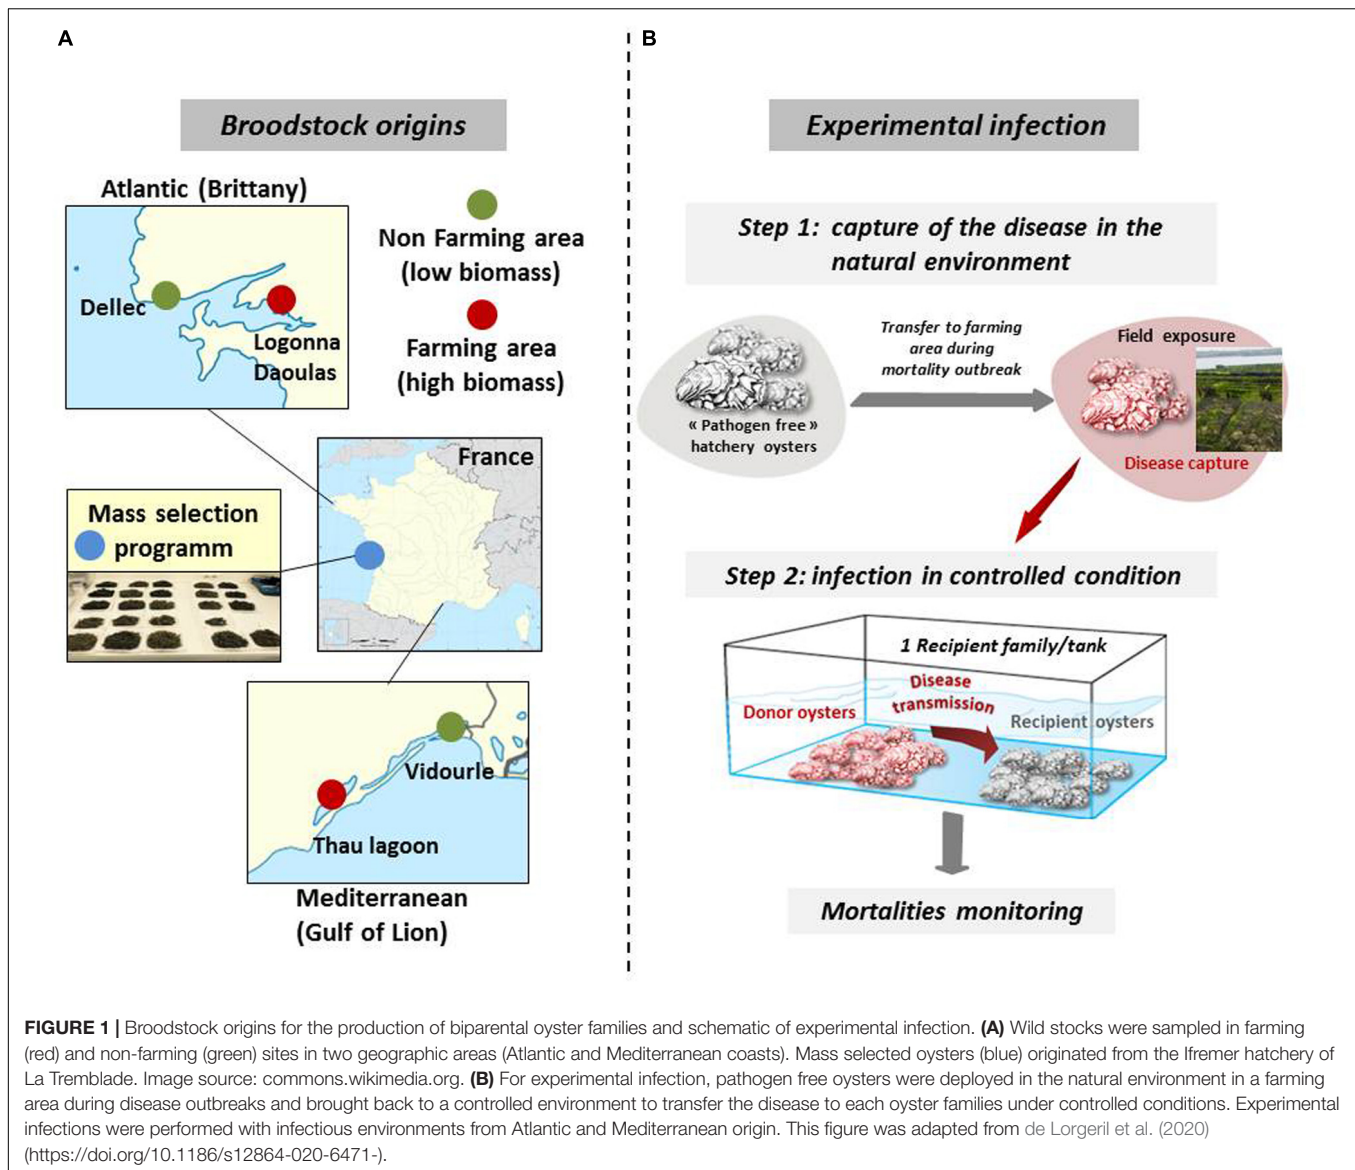 A
Broodstock origins
Atlantic (Brittany)
Dellec
Logonna
Daoulas
Non Farming area
(low biomass)
Farming area
(high biomass)
France
Mass selection
programm
Vidourle
Thau lagoon
Mediterranean
(Gulf of Lion)
B
Experimental infection
Step 1: capture of the disease in the
natural environment
« Pathogen free »
hatchery oysters
Transfer to farming
area during
mortality outbreak
Field exposure
Disease capture
Step 2: infection in controlled condition
1 Recipient family/tank
Disease
transmission
Donor oysters
Recipient oysters
Mortalities monitoring
FIGURE 1 | Broodstock origins for the production of biparental oyster families and schematic of experimental infection. (A) Wild stocks were sampled in farming
(red) and non-farming (green) sites in two geographic areas (Atlantic and Mediterranean coasts). Mass selected oysters (blue) originated from the Ifremer hatchery of
La Tremblade. Image source: commons.wikimedia.org. (B) For experimental infection, pathogen free oysters were deployed in the natural environment in a farming
area during disease outbreaks and brought back to a controlled environment to transfer the disease to each oyster families under controlled conditions. Experimental
infections were performed with infectious environments from Atlantic and Mediterranean origin. This figure was adapted from de Lorgeril et al. (2020)
(https://doi.org/10.1186/s12864-020-6471-).